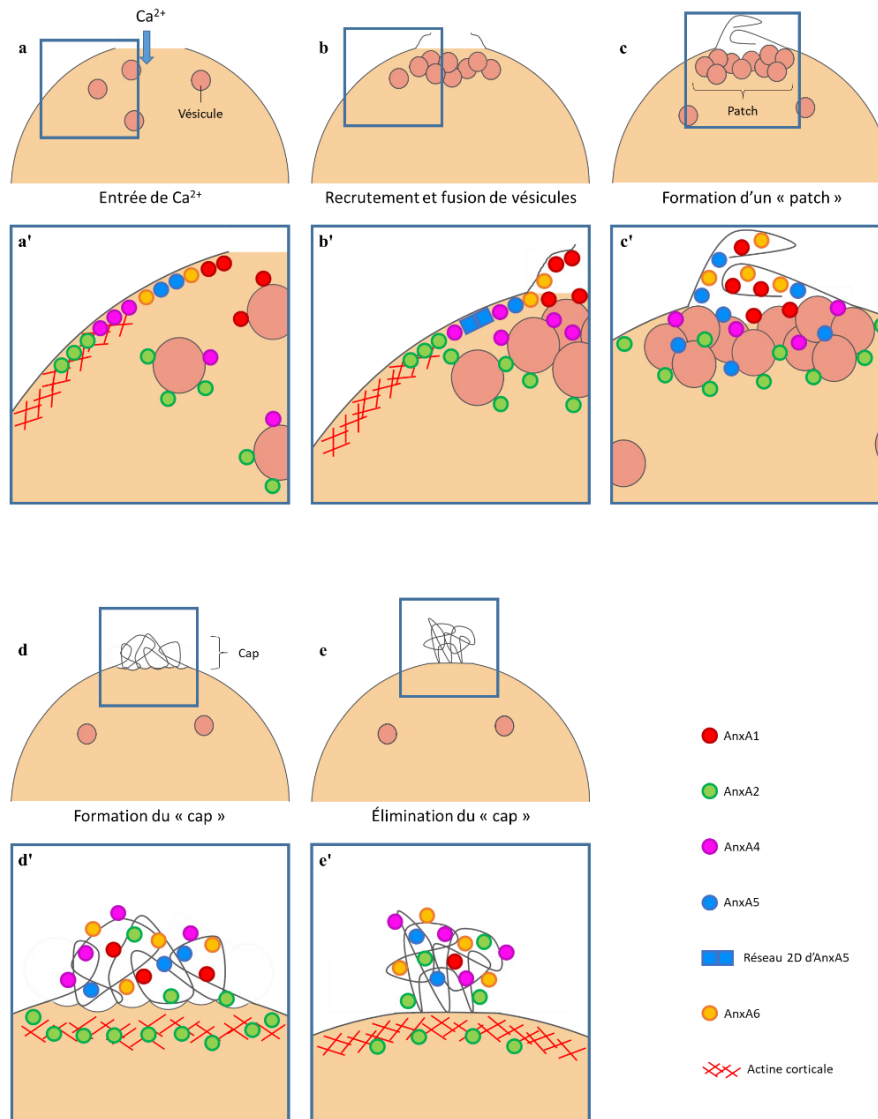 Ca²⁺
a
b
c
Vésicule
Patch
Entrée de Ca²⁺
Recrutement et fusion de vésicules
Formation d'un « patch »
a'
b'
c'
d
e
Cap
AnxA1
AnxA2
Formation du « cap »
Élimination du « cap »
d'
e'
AnxA4
AnxA5
Réseau 2D d'AnxA5
AnxA6
Actine corticale